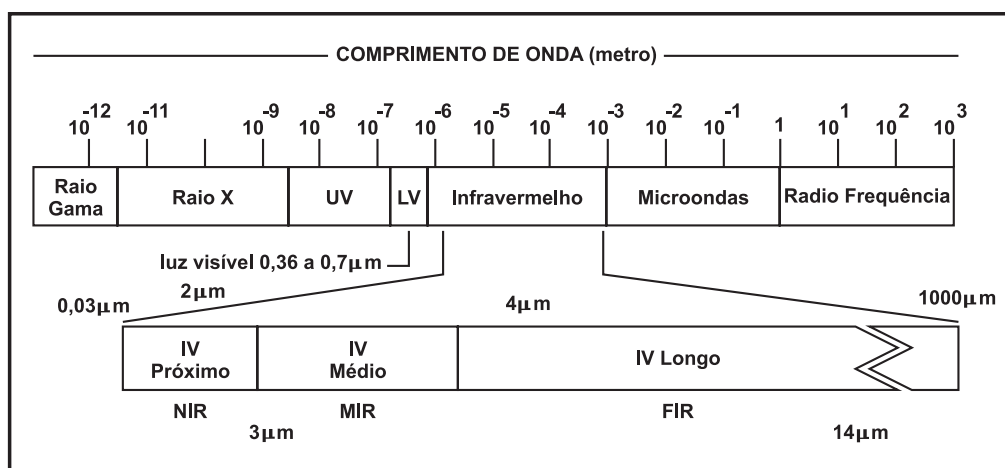 COMPRIMENTO DE ONDA (metro)
10-12 10-11 10-9 10-8 10-7 10-6 10-5 10-4 10-3 10-2 10-1 1 101 102 103
Raio Gama Raio X UV LV Infravermelho Microondas Radio Frequência
luz visível 0,36 a 0,7µm
0,03µm 2µm 4µm 1000µm
IV Próximo IV Médio IV Longo
NIR MIR FIR
3µm 14µm